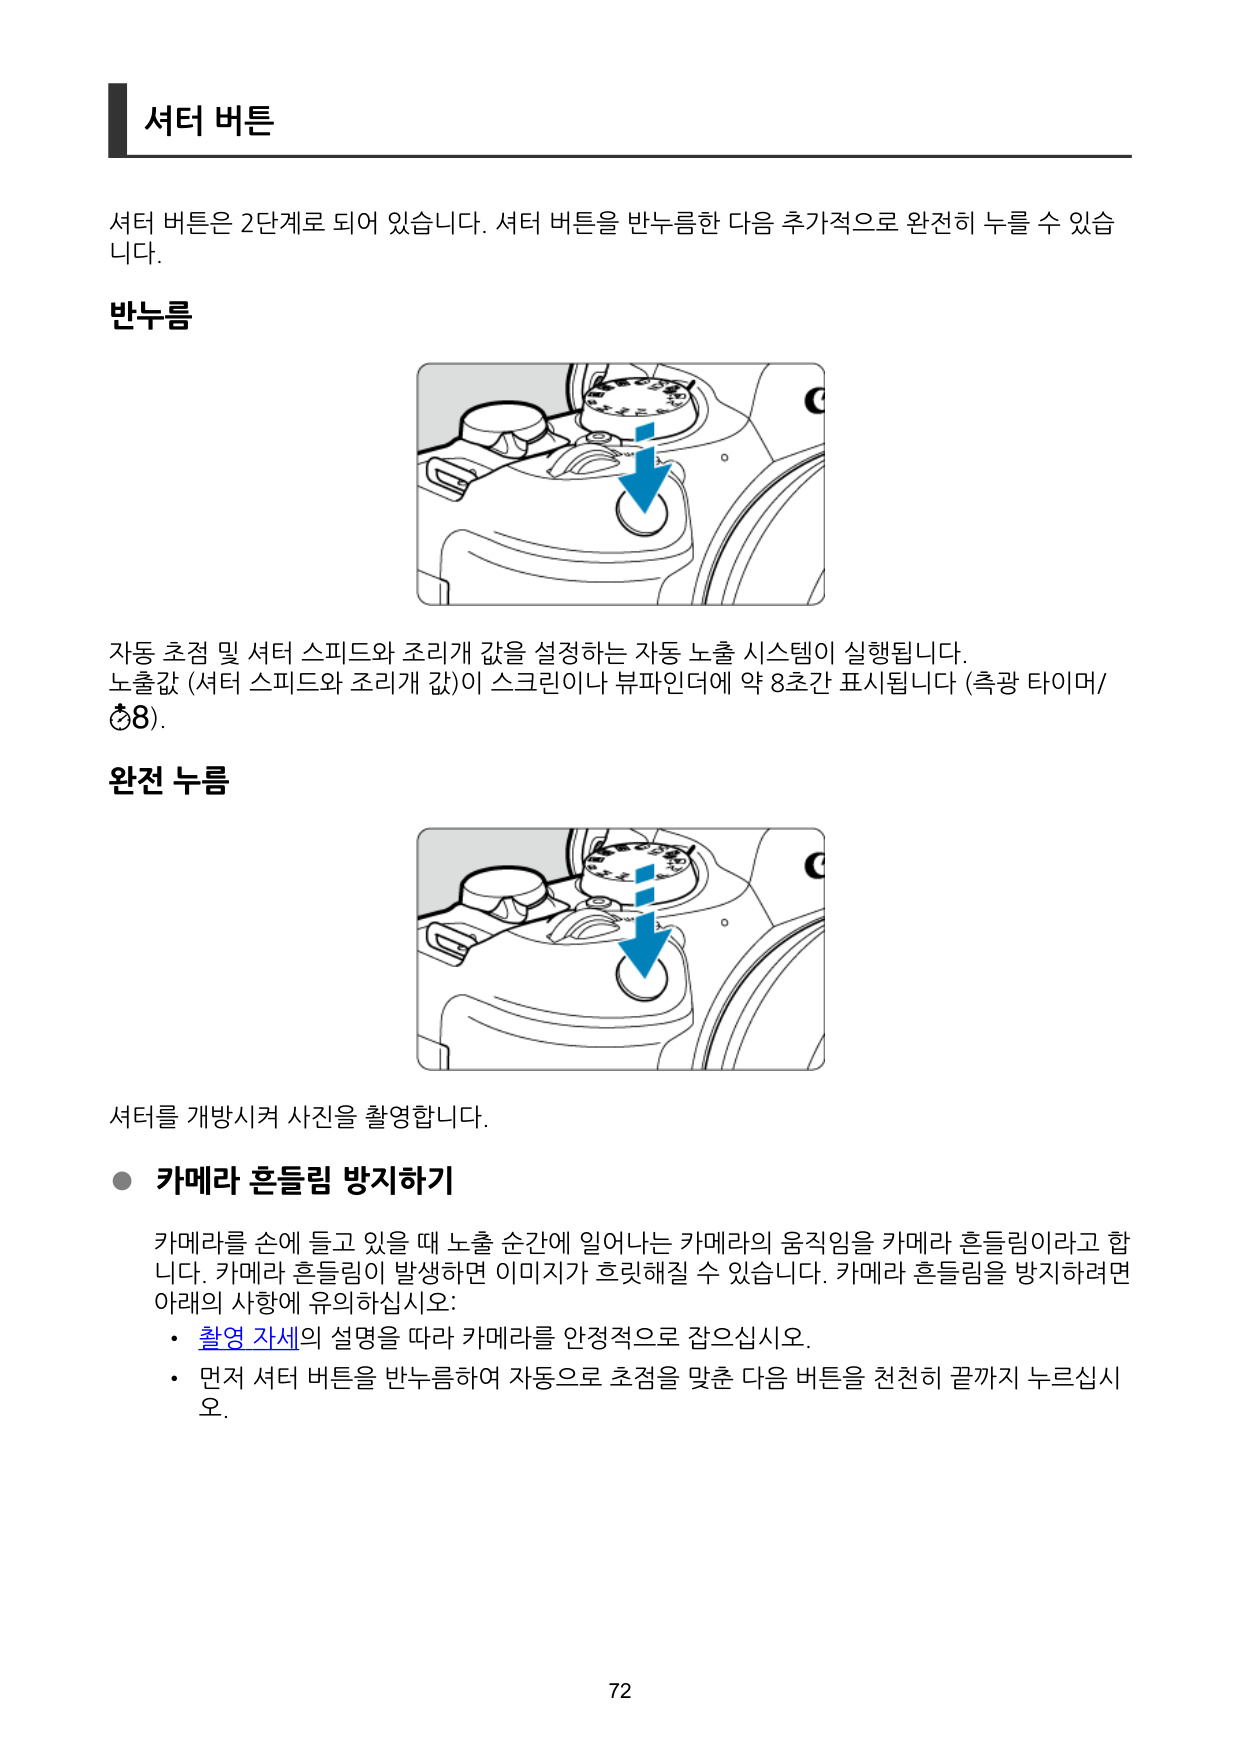 셔터 버튼
셔터 버튼은 2단계로 되어 있습니다. 셔터 버튼을 반누름한 다음 추가적으로 완전히 누를 수 있습
니다.
반누름
자동 초점 및 셔터 스피드와 조리개 값을 설정하는 자동 노출 시스템이 실행됩니다.
노출값 (셔터 스피드와 조리개 값)이 스크린이나 뷰파인더에 약 8초간 표시됩니다 (측광 타이머/
8).
완전 누름
셔터를 개방시켜 사진을 촬영합니다.
● 카메라 흔들림 방지하기
카메라를 손에 들고 있을 때 노출 순간에 일어나는 카메라의 움직임을 카메라 흔들림이라고 합
니다. 카메라 흔들림이 발생하면 이미지가 흐릿해질 수 있습니다. 카메라 흔들림을 방지하려면
아래의 사항에 유의하십시오:
• 촬영 자세의 설명을 따라 카메라를 안정적으로 잡으십시오.
• 먼저 셔터 버튼을 반누름하여 자동으로 초점을 맞춘 다음 버튼을 천천히 끝까지 누르십시
오.
72